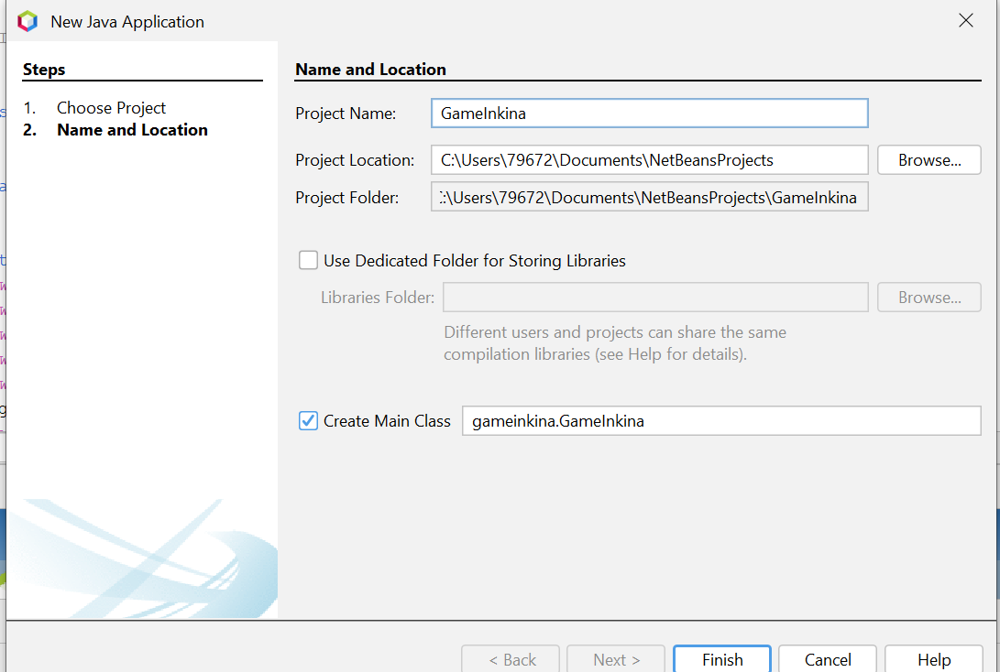 New Java Application
Steps
1. Choose Project
2. Name and Location
Name and Location
Project Name: GameInkina
Project Location: C:\Users\79672\Documents\NetBeansProjects Browse...
Project Folder: :\Users\79672\Documents\NetBeansProjects\GameInkina
Use Dedicated Folder for Storing Libraries
Libraries Folder: Browse...
Different users and projects can share the same
compilation libraries (see Help for details).
Create Main Class gameinkina.GameInkina
< Back Next > Finish Cancel Help